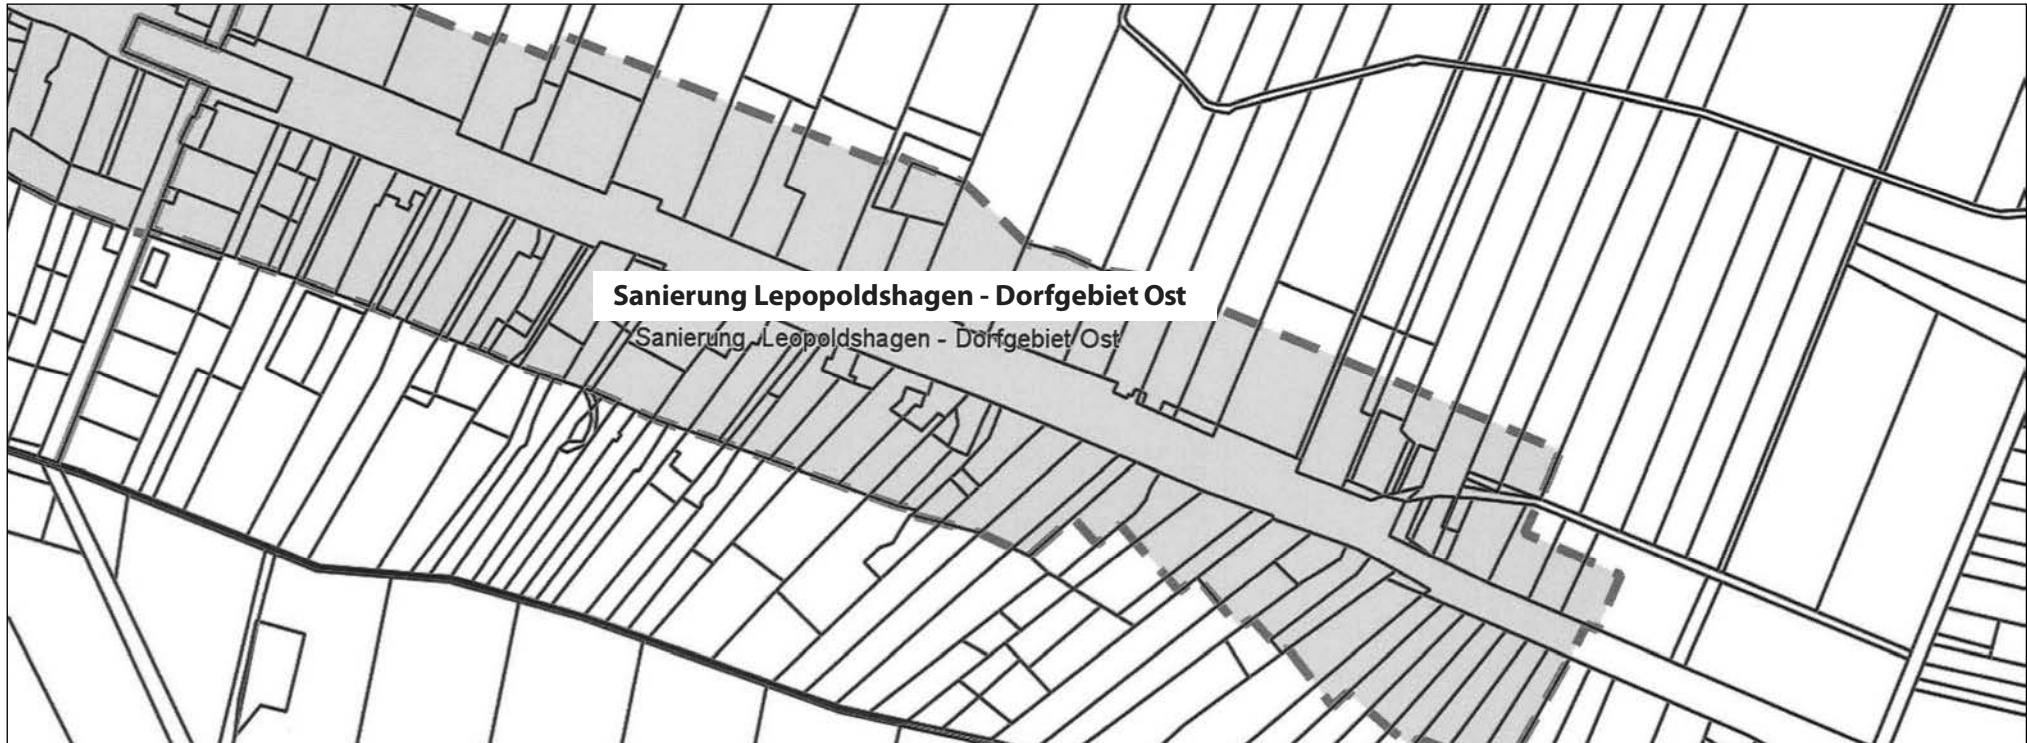 Sanierung Lepopoldshagen - Dorfgebiet Ost
Sanierung Leopoldshagen - Dorfgebiet Ost